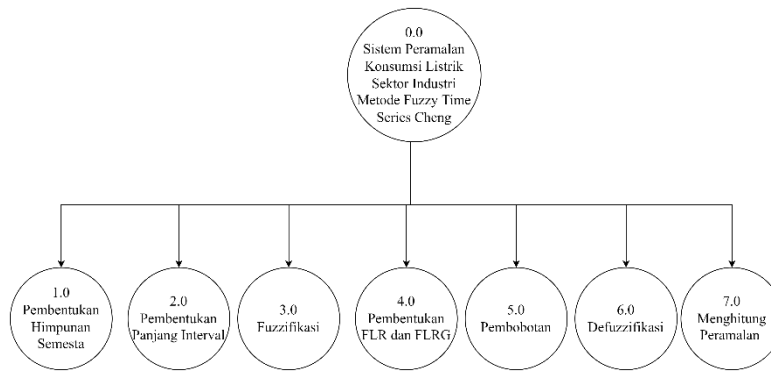 0.0
Sistem Peramalan
Konsumsi Listrik
Sektor Industri
Metode Fuzzy Time
Series Cheng
1.0
Pembentukan
Himpunan
Semesta
2.0
Pembentukan
Panjang Interval
3.0
Fuzzifikasi
4.0
Pembentukan
FLR dan FLRG
5.0
Pembobotan
6.0
Defuzzifikasi
7.0
Menghitung
Peramalan